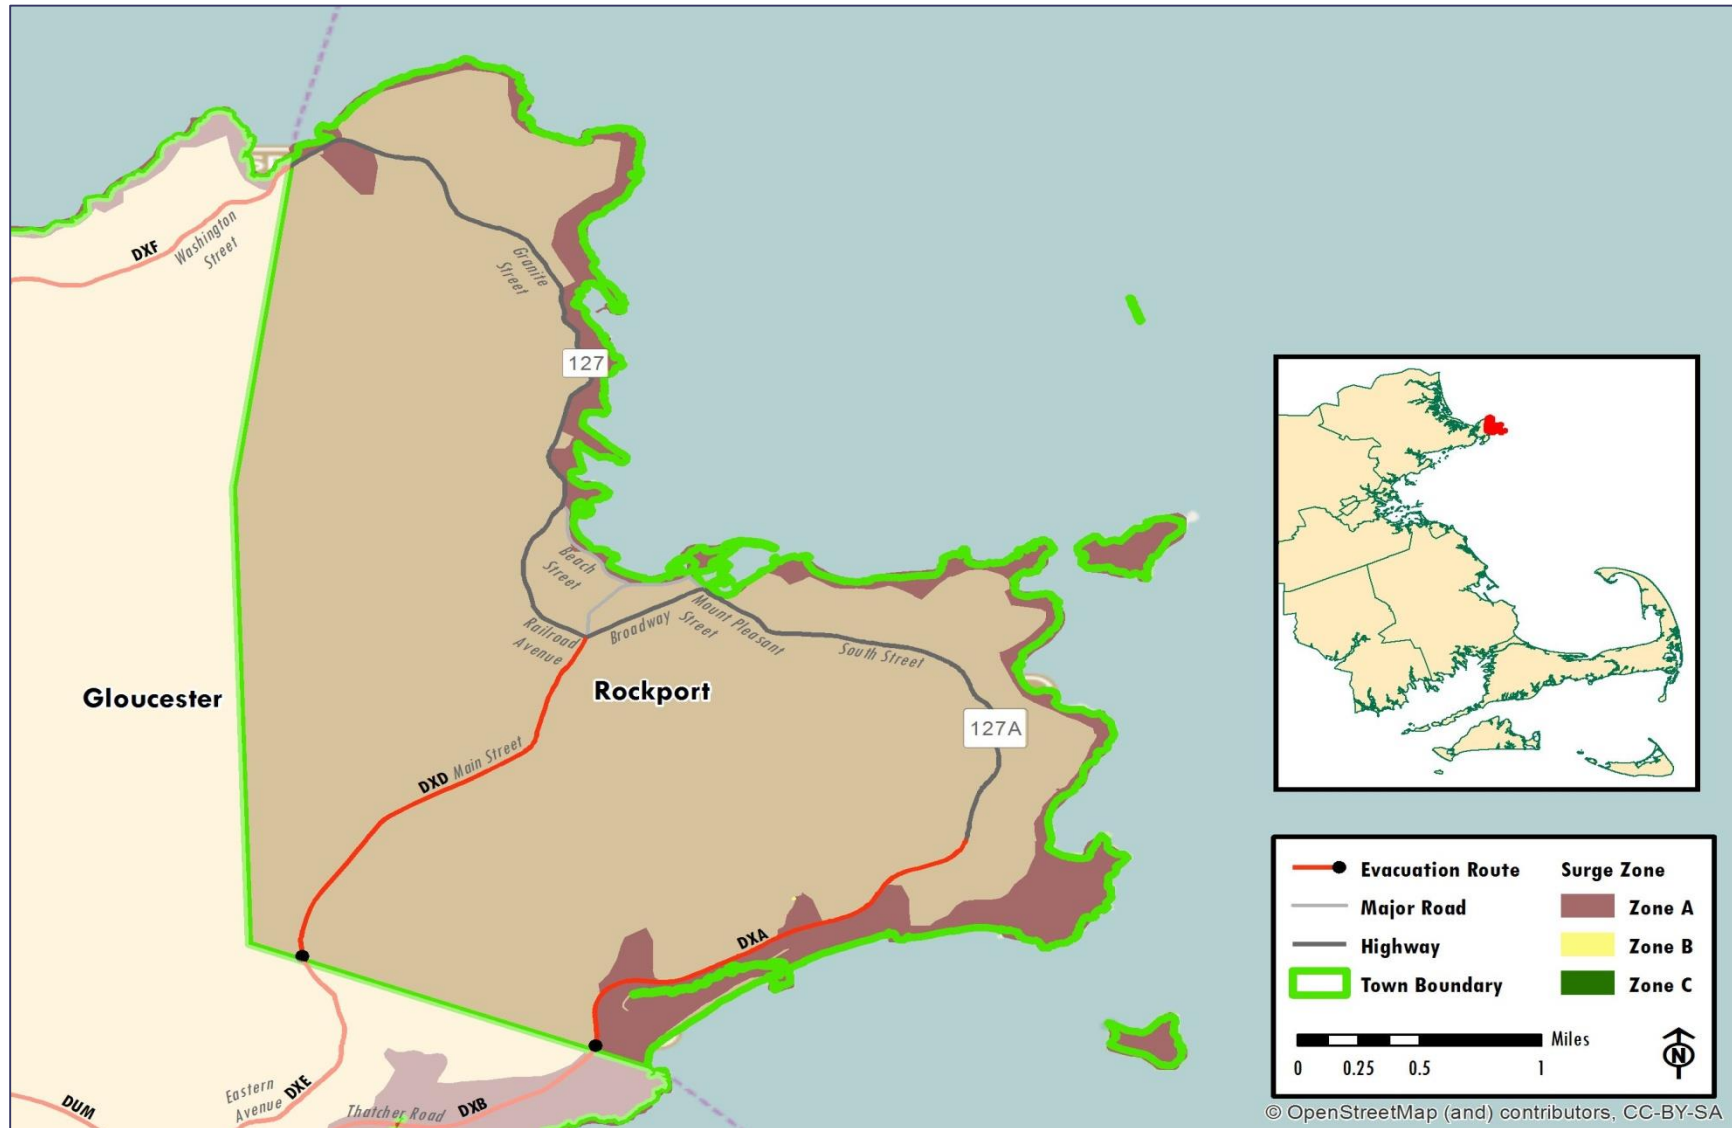 DXF
Washington
Street
Granite
Street
127
Beach
Street
Railroad
Avenue
Broadway
Mount Pleasant
Street
South Street
Gloucester
Rockport
127A
DXD Main Street
DXA
Eastern
Avenue DXE
DUM
Thatcher Road
DXB
Evacuation Route
Major Road
Highway
Town Boundary
Surge Zone
Zone A
Zone B
Zone C
Miles
0 0.25 0.5 1
N
© OpenStreetMap (and) contributors, CC-BY-SA